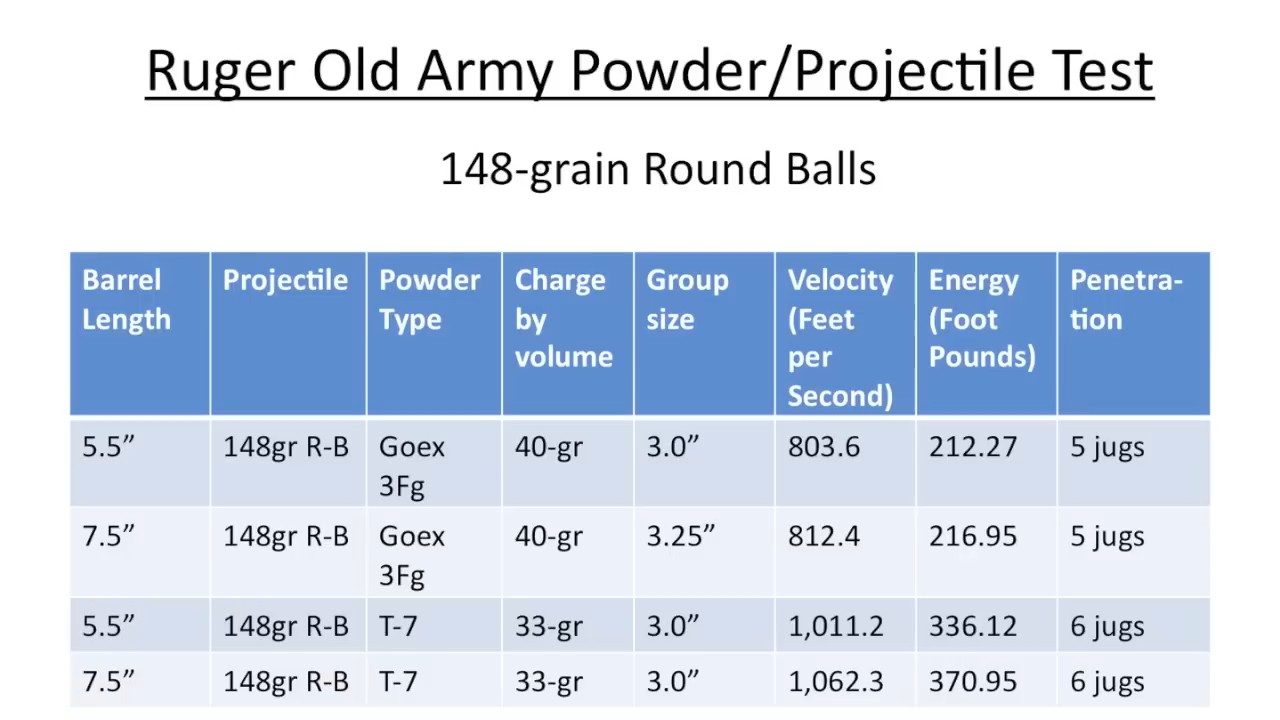 Ruger Old Army Powder/Projectile Test
148-grain Round Balls
Barrel Length Projectile Powder Type Charge by volume Group size Velocity (Feet per Second) Energy (Foot Pounds) Penetra-tion
5.5” 148gr R-B Goex 3Fg 40-gr 3.0” 803.6 212.27 5 jugs
7.5” 148gr R-B Goex 3Fg 40-gr 3.25” 812.4 216.95 5 jugs
5.5” 148gr R-B T-7 33-gr 3.0” 1,011.2 336.12 6 jugs
7.5” 148gr R-B T-7 33-gr 3.0” 1,062.3 370.95 6 jugs